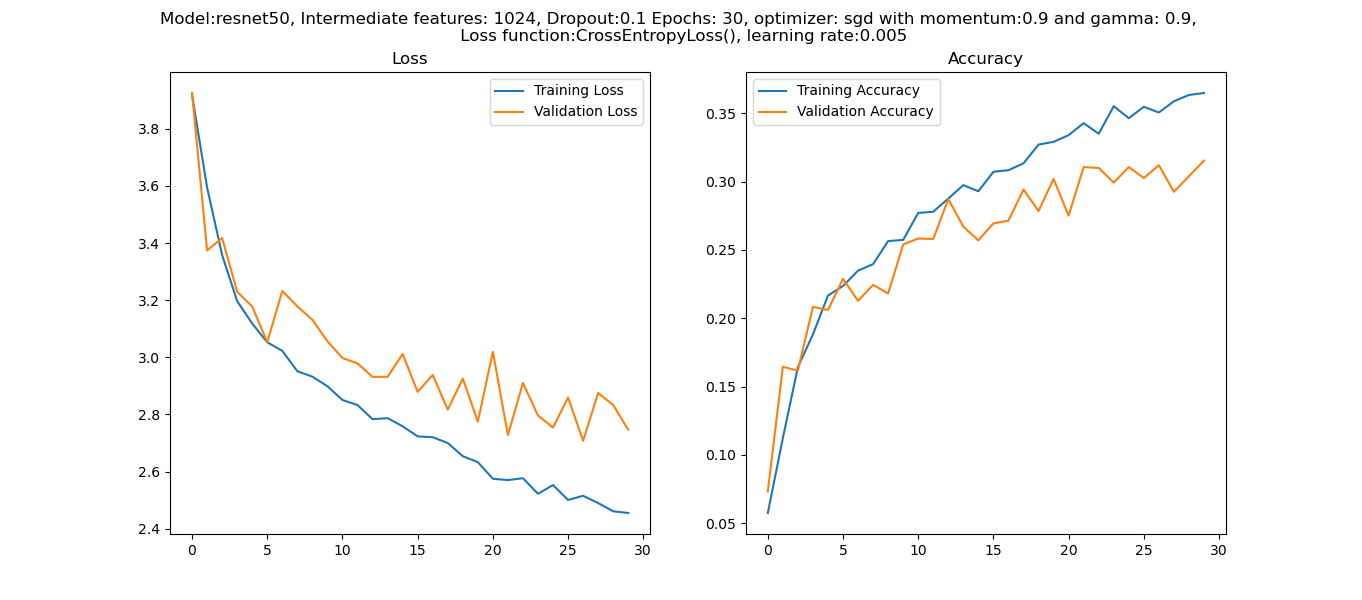 Model:resnet50, Intermediate features: 1024, Dropout:0.1 Epochs: 30, optimizer: sgd with momentum:0.9 and gamma: 0.9,
Loss function:CrossEntropyLoss(), learning rate:0.005
Loss
Training Loss
Validation Loss
3.8
3.6
3.4
3.2
3.0
2.8
2.6
2.4
0 5 10 15 20 25 30
Accuracy
Training Accuracy
Validation Accuracy
0.35
0.30
0.25
0.20
0.15
0.10
0.05
0 5 10 15 20 25 30